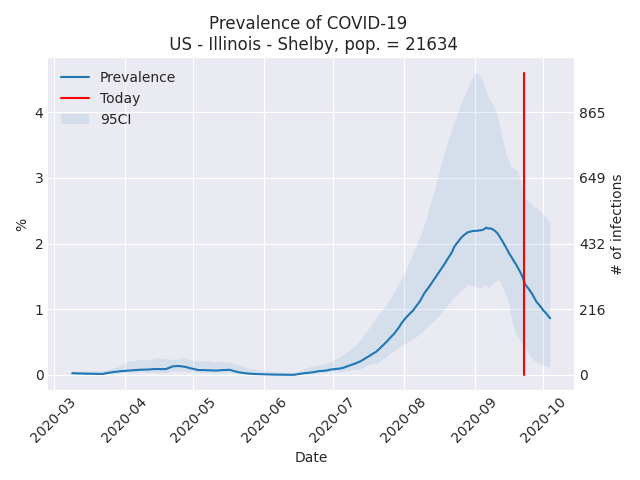 Prevalence of COVID-19
US - Illinois - Shelby, pop. = 21634
Prevalence
Today
95CI
%
4
3
2
1
0
865
649
432
216
0
# of infections
2020-03
2020-04
2020-05
2020-06
2020-07
2020-08
2020-09
2020-10
Date